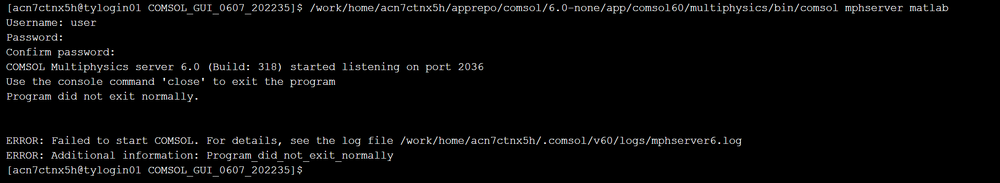 [acn7ctnx5h@tylogin01 COMSOL_GUI_0607_202235]$ /work/home/acn7ctnx5h/apprepo/comsol/6.0-none/app/comsol60/multiphysics/bin/comsol mphserver matlab
Username: user
Password:
Confirm password:
COMSOL Multiphysics server 6.0 (Build: 318) started listening on port 2036
Use the console command 'close' to exit the program
Program did not exit normally.
ERROR: Failed to start COMSOL. For details, see the log file /work/home/acn7ctnx5h/.comsol/v60/logs/mphserver6.log
ERROR: Additional information: Program_did_not_exit_normally
[acn7ctnx5h@tylogin01 COMSOL_GUI_0607_202235]$